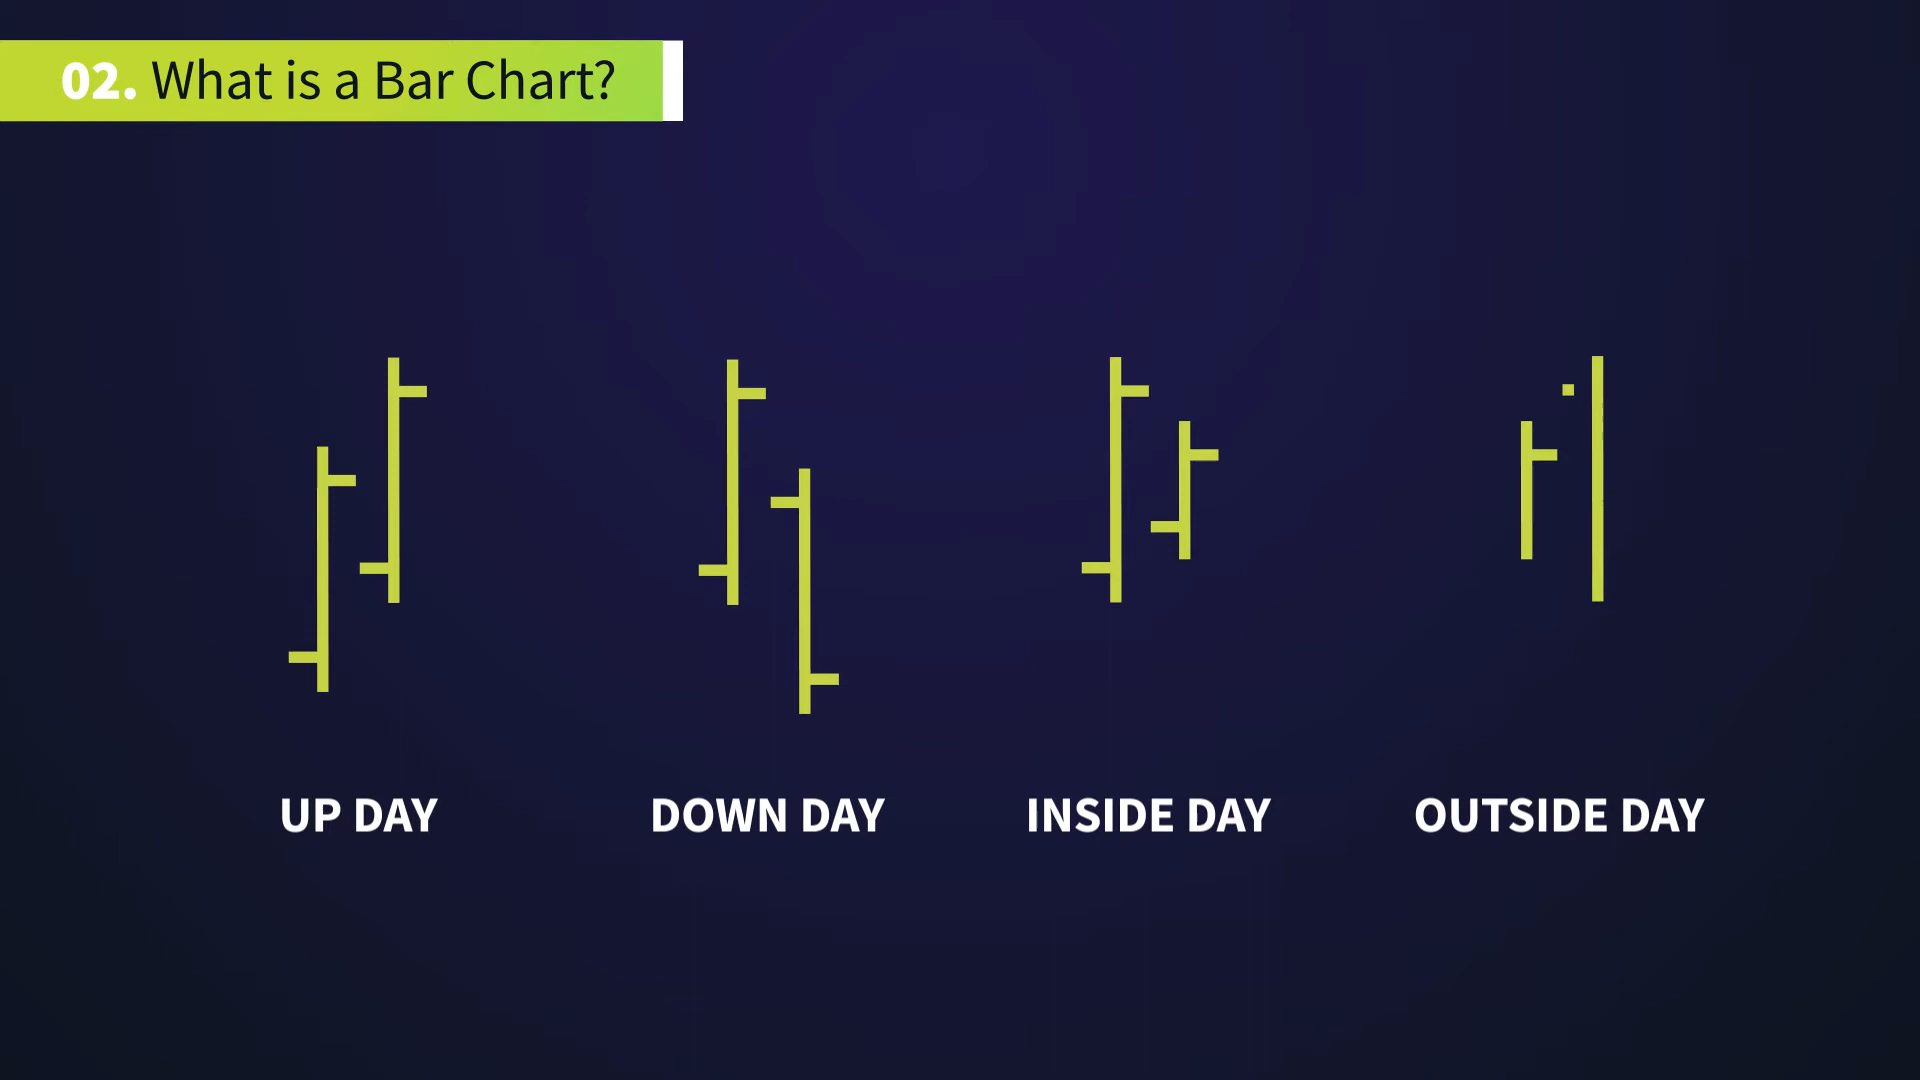 02. What is a Bar Chart?
UP DAY
DOWN DAY
INSIDE DAY
OUTSIDE DAY